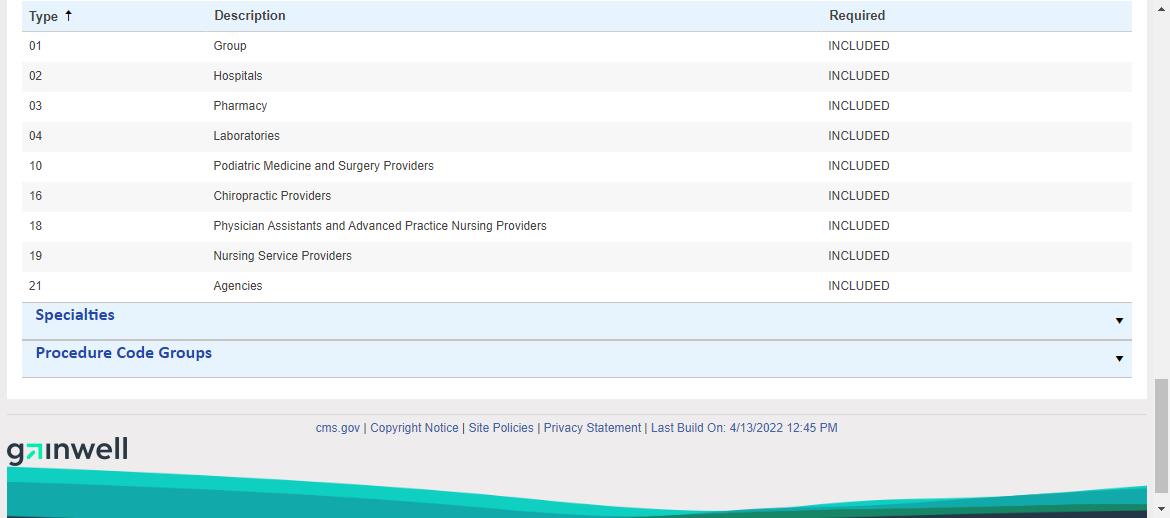 Type ↑ Description Required
01 Group INCLUDED
02 Hospitals INCLUDED
03 Pharmacy INCLUDED
04 Laboratories INCLUDED
10 Podiatric Medicine and Surgery Providers INCLUDED
16 Chiropractic Providers INCLUDED
18 Physician Assistants and Advanced Practice Nursing Providers INCLUDED
19 Nursing Service Providers INCLUDED
21 Agencies INCLUDED
Specialties
Procedure Code Groups
cms.gov | Copyright Notice | Site Policies | Privacy Statement | Last Build On: 4/13/2022 12:45 PM
gainwell